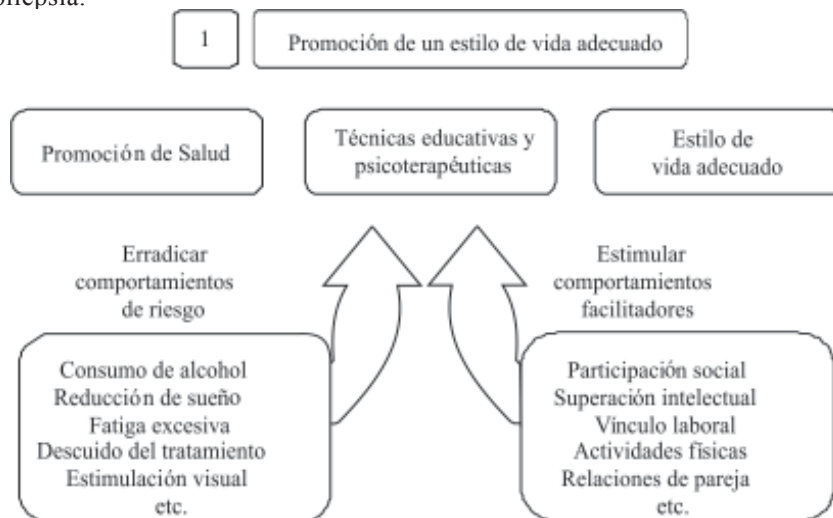 1
Promoción de un estilo de vida adecuado
Promoción de Salud
Técnicas educativas y
psicoterapéuticas
Estilo de
vida adecuado
Erradicar
comportamientos
de riesgo
Estimular
comportamientos
facilitadores
Consumo de alcohol
Reducción de sueño
Fatiga excesiva
Descuido del tratamiento
Estimulación visual
etc.
Participación social
Superación intelectual
Vínculo laboral
Actividades físicas
Relaciones de pareja
etc.